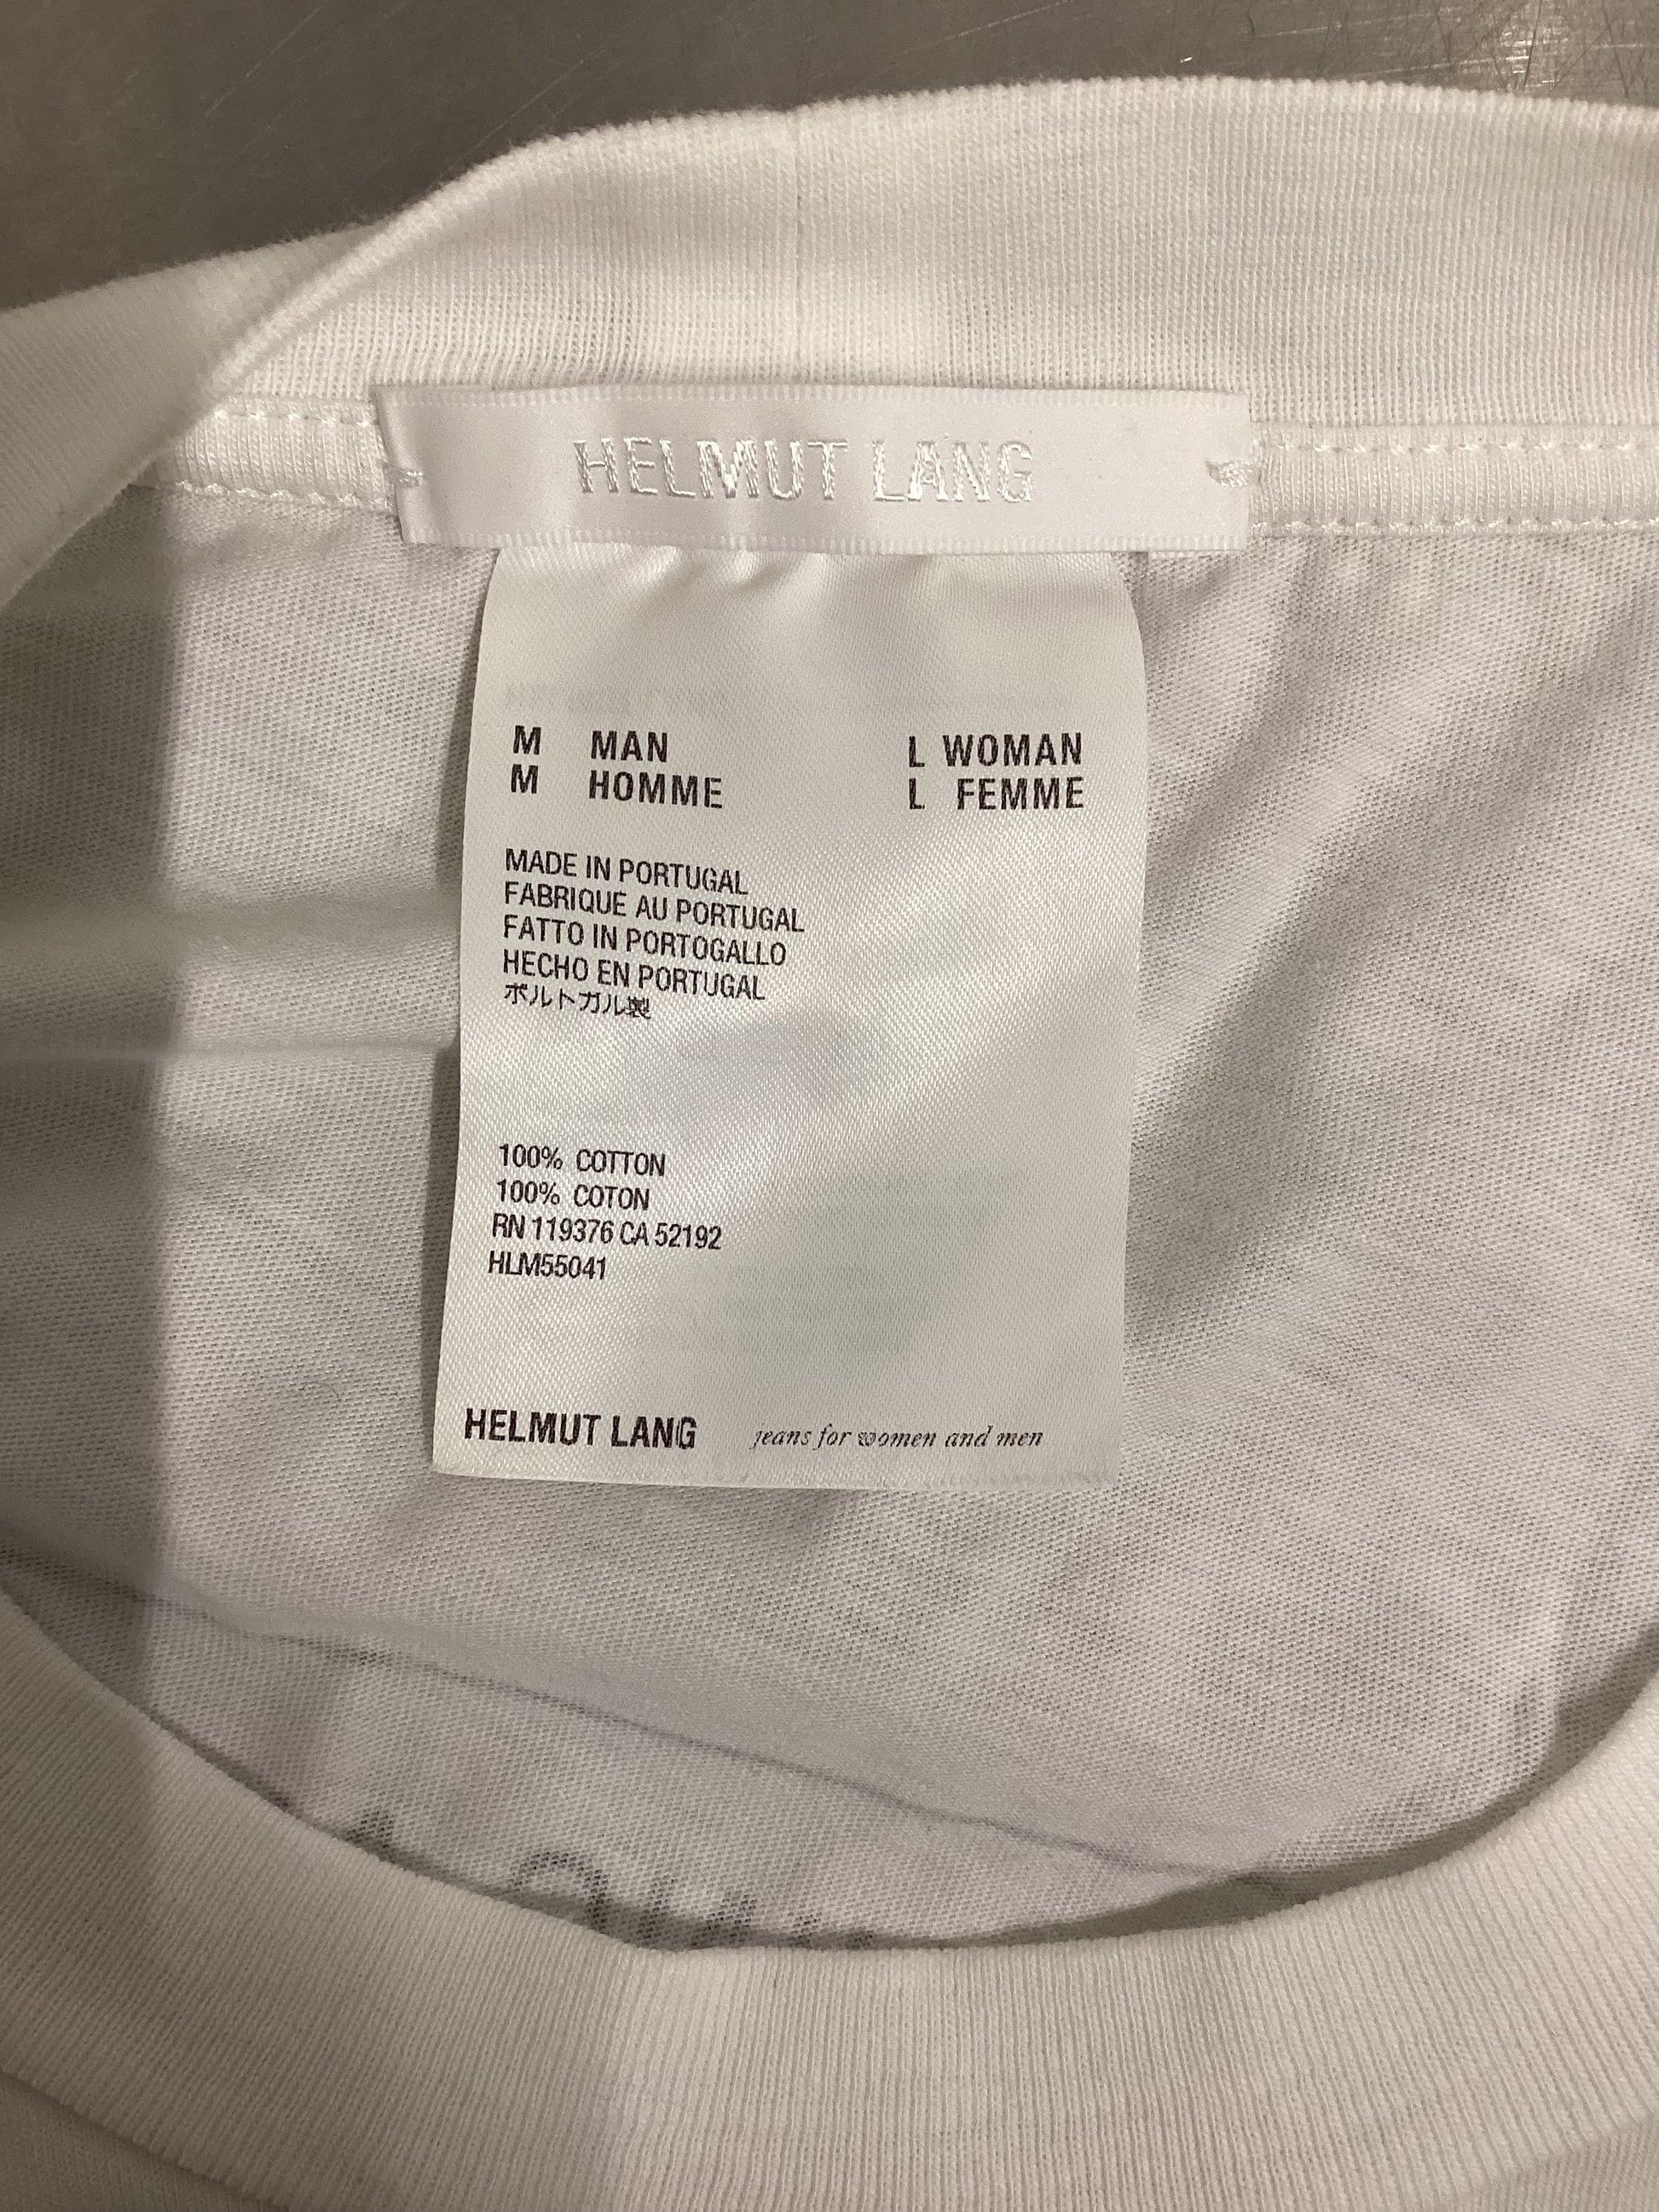 HELMUT LANG
M MAN L WOMAN
M HOMME L FEMME
MADE IN PORTUGAL
FABRIQUÉ AU PORTUGAL
FATTO IN PORTOGALLO
HECHO EN PORTUGAL
ポルトガル製
100% COTTON
100% COTON
RN 119376 CA 52192
HLM55041
HELMUT LANG jeans for women and men